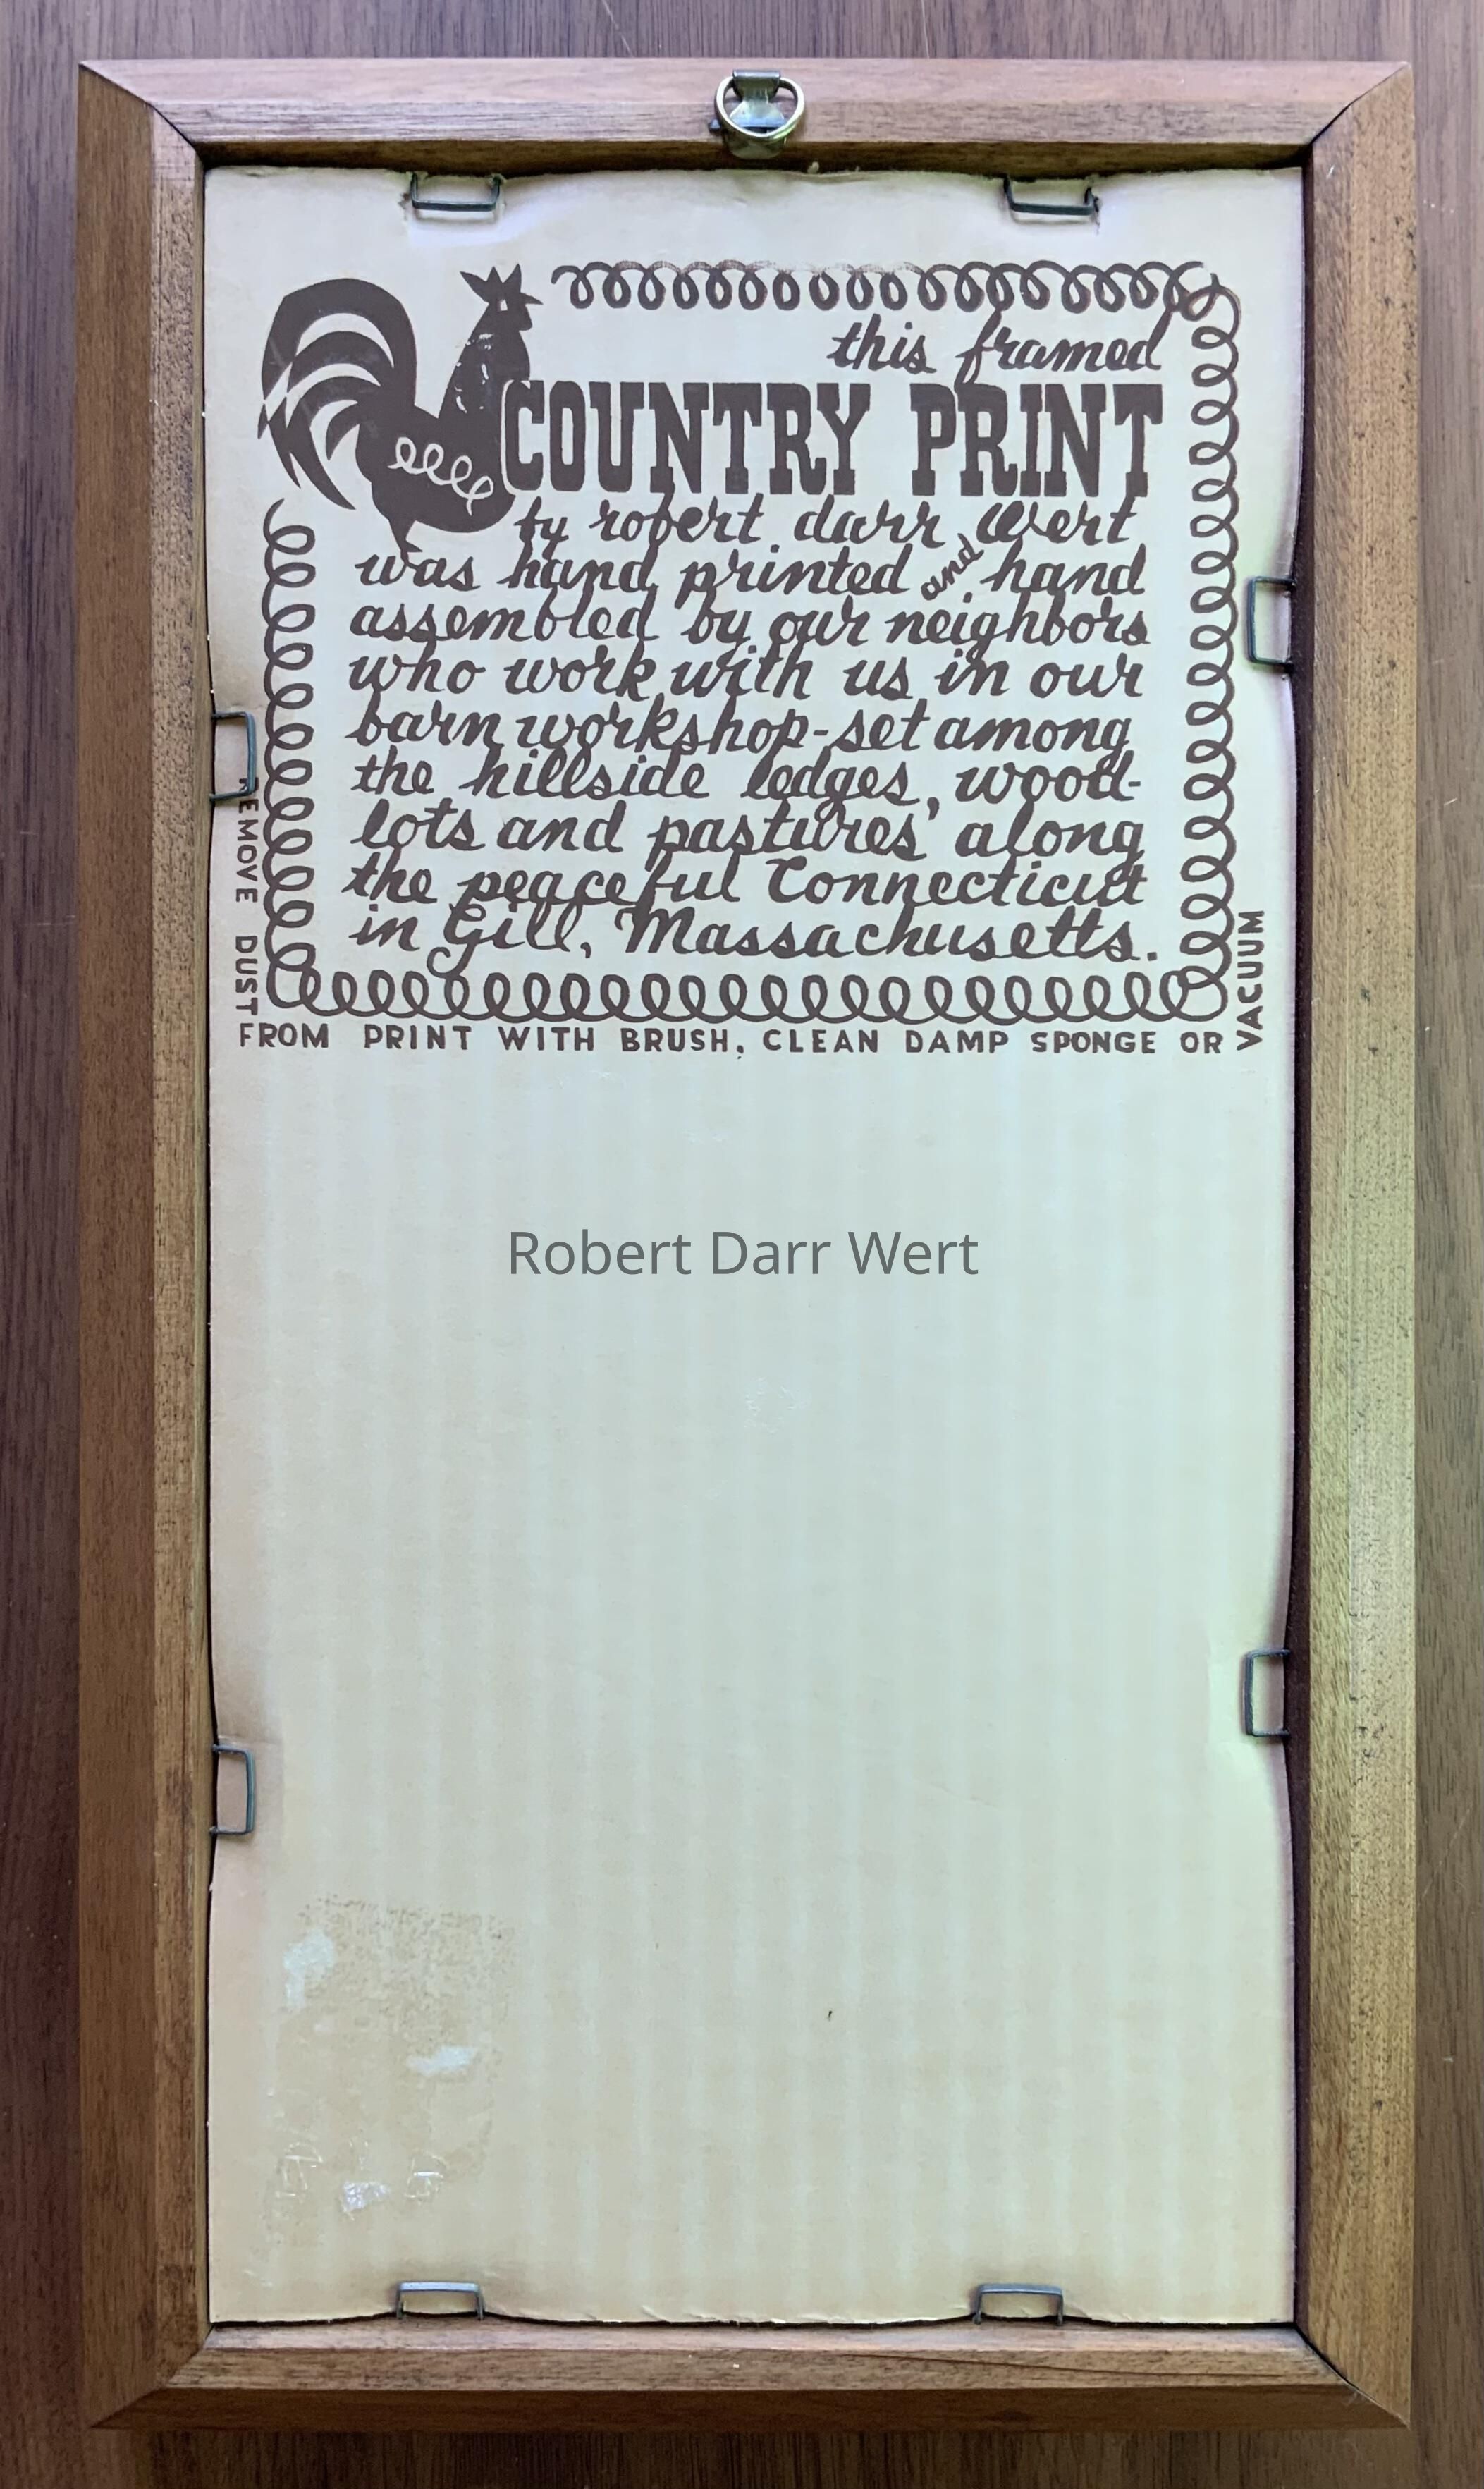 this framed
COUNTRY PRINT
by robert darr wert
was hand printed and hand
assembled by our neighbors
who work with us in our
barn workshop-set among
the hillside ledges, wood-
lots and pastures' along
the peaceful Connecticut
in Gill, Massachusetts.
REMOVE DUST
FROM PRINT WITH BRUSH, CLEAN DAMP SPONGE OR
VACUUM
Robert Darr Wert